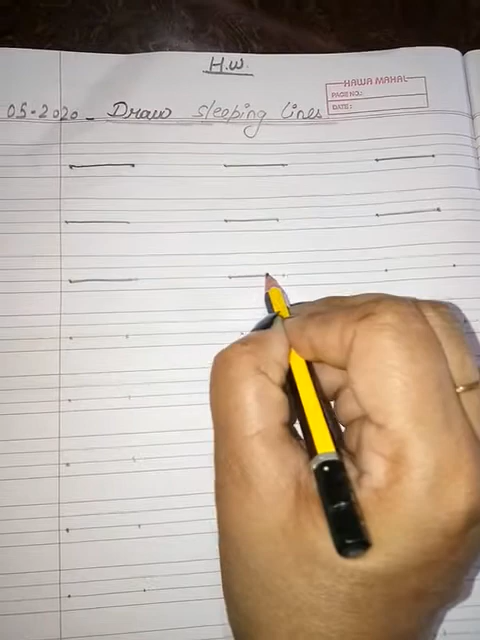 H.W.
HAWA MAHAL
PAGE NO.:
DATE:
05-2020 - Draw sleeping lines